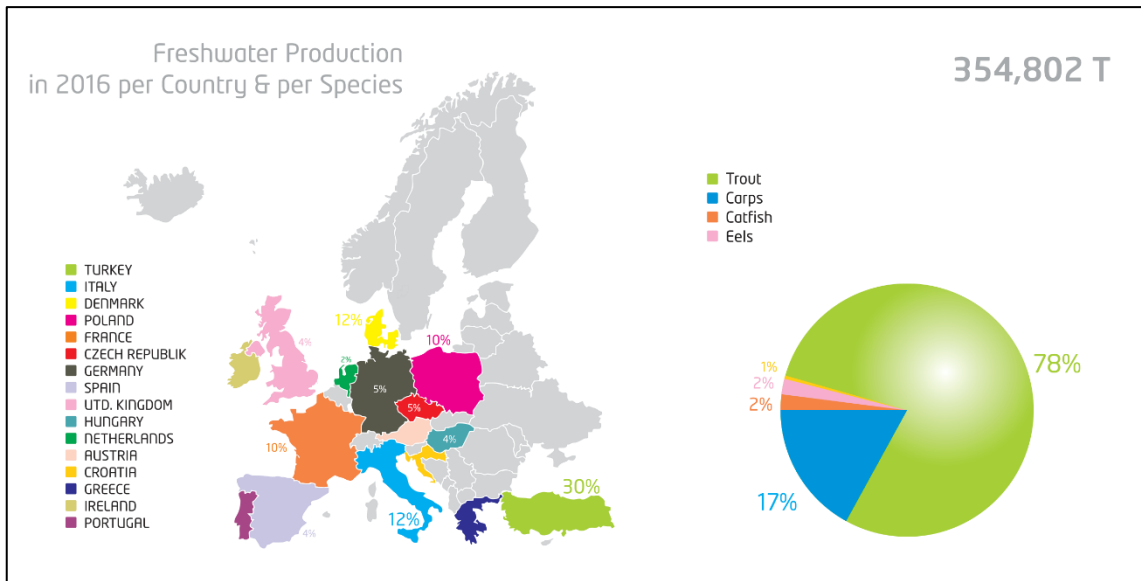 Freshwater Production
in 2016 per Country & per Species
354,802 T
Trout
Carps
Catfish
Eels
TURKEY
ITALY
DENMARK
POLAND
FRANCE
CZECH REPUBLIK
GERMANY
SPAIN
UTD. KINGDOM
HUNGARY
NETHERLANDS
AUSTRIA
CROATIA
GREECE
IRELAND
PORTUGAL
12%
10%
4%
2%
5%
5%
4%
10%
30%
12%
4%
78%
1%
2%
2%
17%